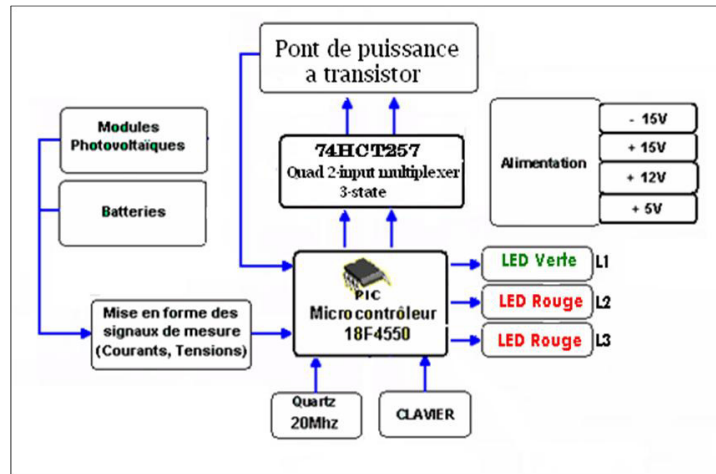 Pont de puissance
a transistor
Modules
Photovoltaïques
Batteries
74HCT257
Quad 2-input multiplexer
3-state
Alimentation
- 15V
+ 15V
+ 12V
+ 5V
PIC
Micro contrôleur
18F4550
LED Verte L1
LED Rouge L2
LED Rouge L3
Mise en forme des
signaux de mesure
(Courants, Tensions)
Quartz
20Mhz
CLAVIER